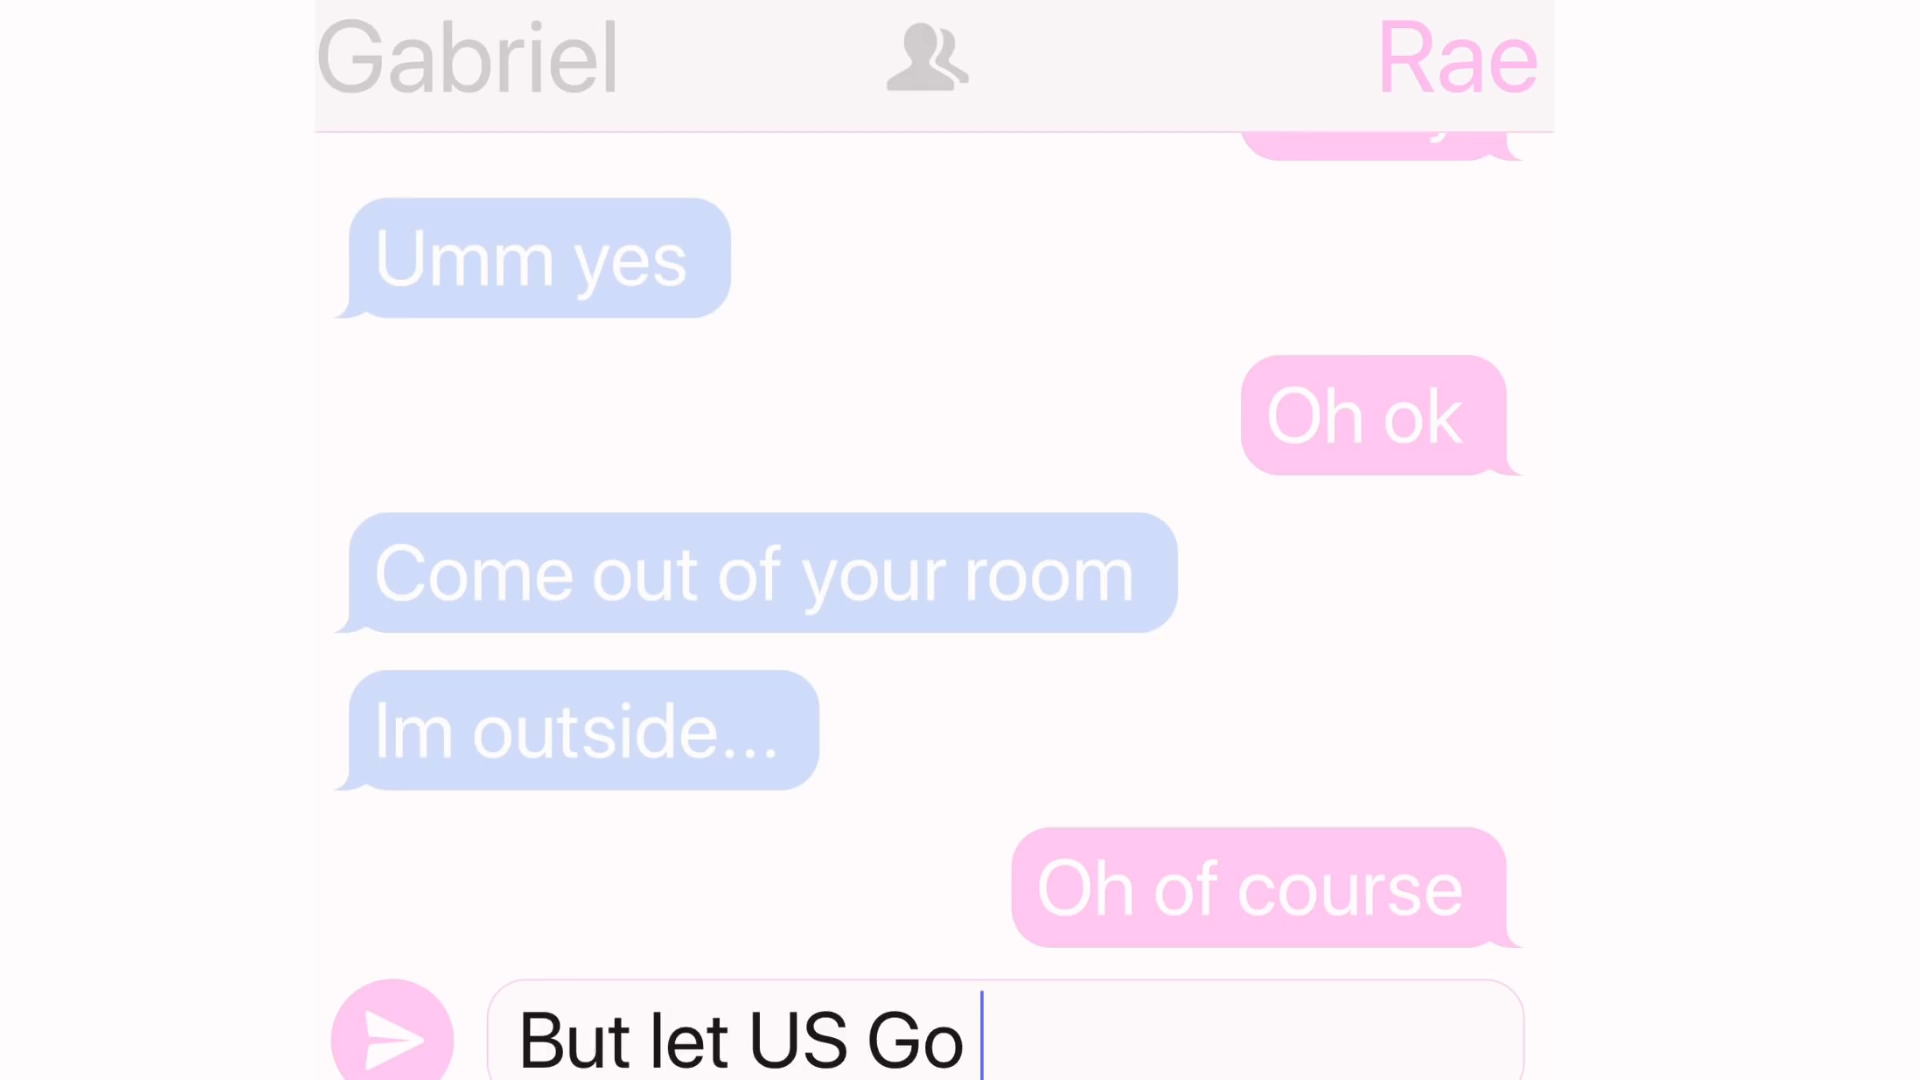 Gabriel Rae
Umm yes
Oh ok
Come out of your room
Im outside...
Oh of course
But let US Go